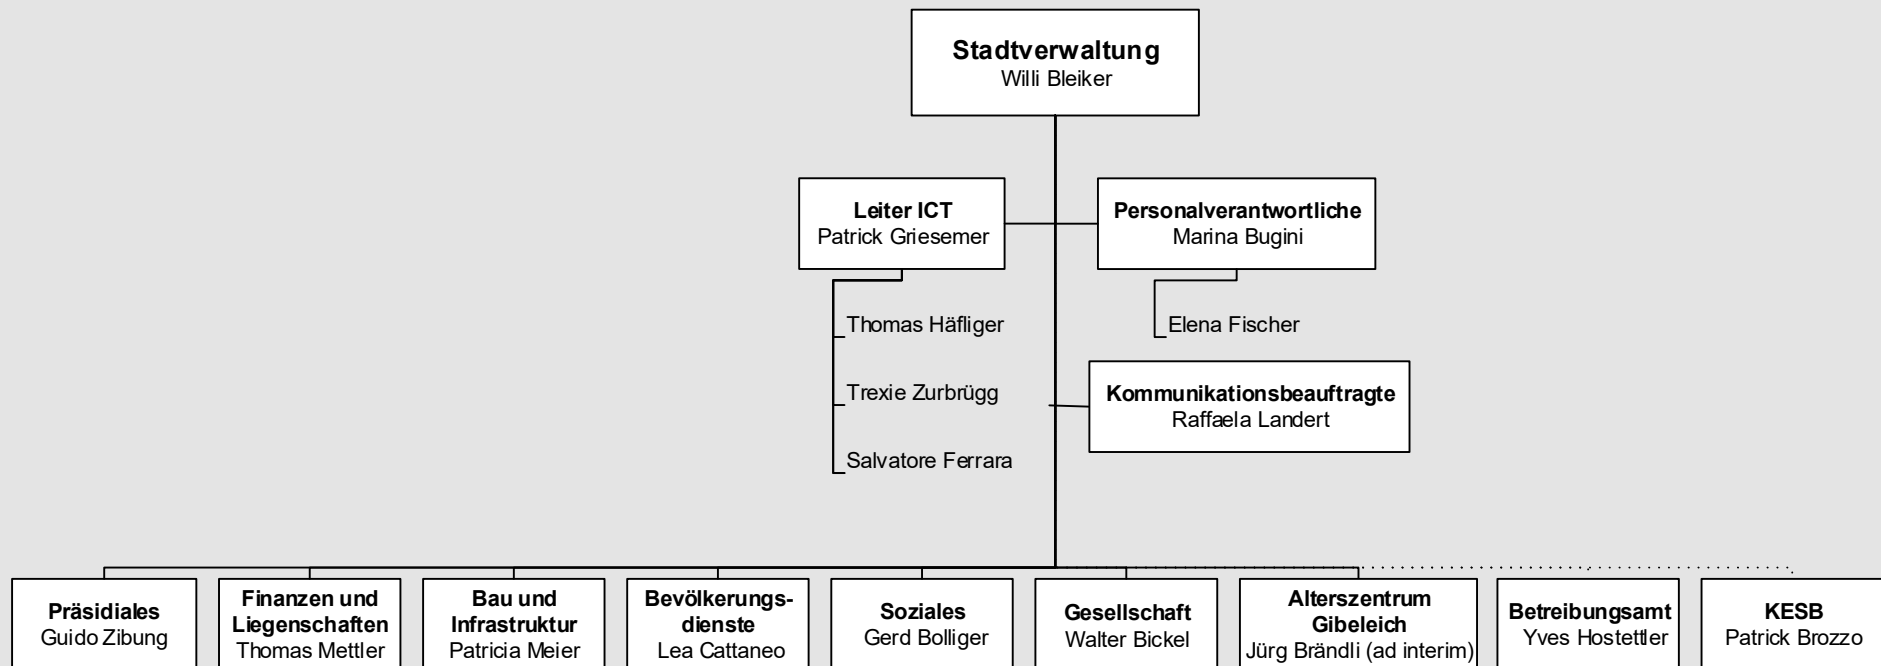 Stadtverwaltung
Willi Bleiker
Leiter ICT
Patrick Griesemer
Personalverantwortliche
Marina Bugini
Thomas Häfliger
Elena Fischer
Trexie Zurbrügg
Kommunikationsbeauftragte
Raffaela Landert
Salvatore Ferrara
Präsidiales
Guido Zibung
Finanzen und
Liegenschaften
Thomas Mettler
Bau und
Infrastruktur
Patricia Meier
Bevölkerungs-
dienste
Lea Cattaneo
Soziales
Gerd Bolliger
Gesellschaft
Walter Bickel
Alterszentrum
Gibeleich
Jürg Brändli (ad interim)
Betreibungsamt
Yves Hostettler
KESB
Patrick Brozzo